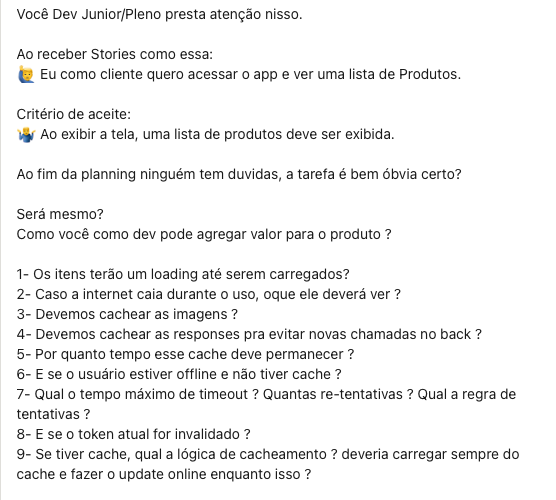 Você Dev Junior/Pleno presta atenção nisso.
Ao receber Stories como essa:
🙋‍♂️ Eu como cliente quero acessar o app e ver uma lista de Produtos.
Critério de aceite:
🤷‍♂️ Ao exibir a tela, uma lista de produtos deve ser exibida.
Ao fim da planning ninguém tem duvidas, a tarefa é bem óbvia certo?
Será mesmo?
Como você como dev pode agregar valor para o produto ?
1- Os itens terão um loading até serem carregados?
2- Caso a internet caia durante o uso, oque ele deverá ver ?
3- Devemos cachear as imagens ?
4- Devemos cachear as responses pra evitar novas chamadas no back ?
5- Por quanto tempo esse cache deve permanecer ?
6- E se o usuário estiver offline e não tiver cache ?
7- Qual o tempo máximo de timeout ? Quantas re-tentativas ? Qual a regra de
tentativas ?
8- E se o token atual for invalidado ?
9- Se tiver cache, qual a lógica de cacheamento ? deveria carregar sempre do
cache e fazer o update online enquanto isso ?